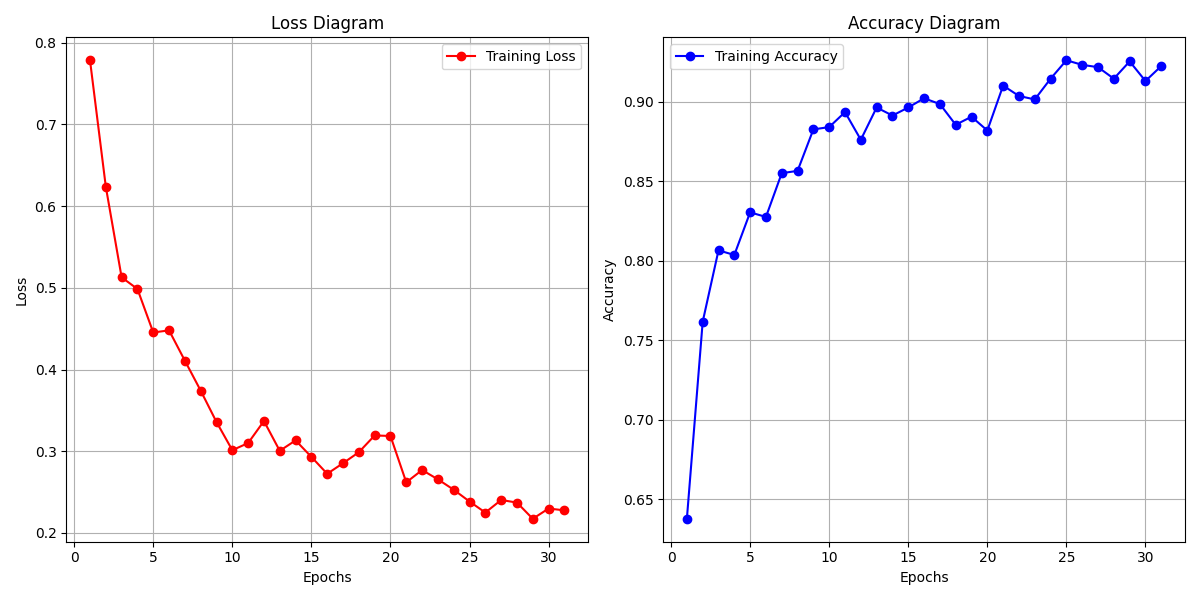 Loss Diagram
Training Loss
0.8
0.7
0.6
0.5
0.4
0.3
0.2
Loss
0 5 10 15 20 25 30
Epochs
Accuracy Diagram
Training Accuracy
0.90
0.85
0.80
0.75
0.70
0.65
Accuracy
0 5 10 15 20 25 30
Epochs